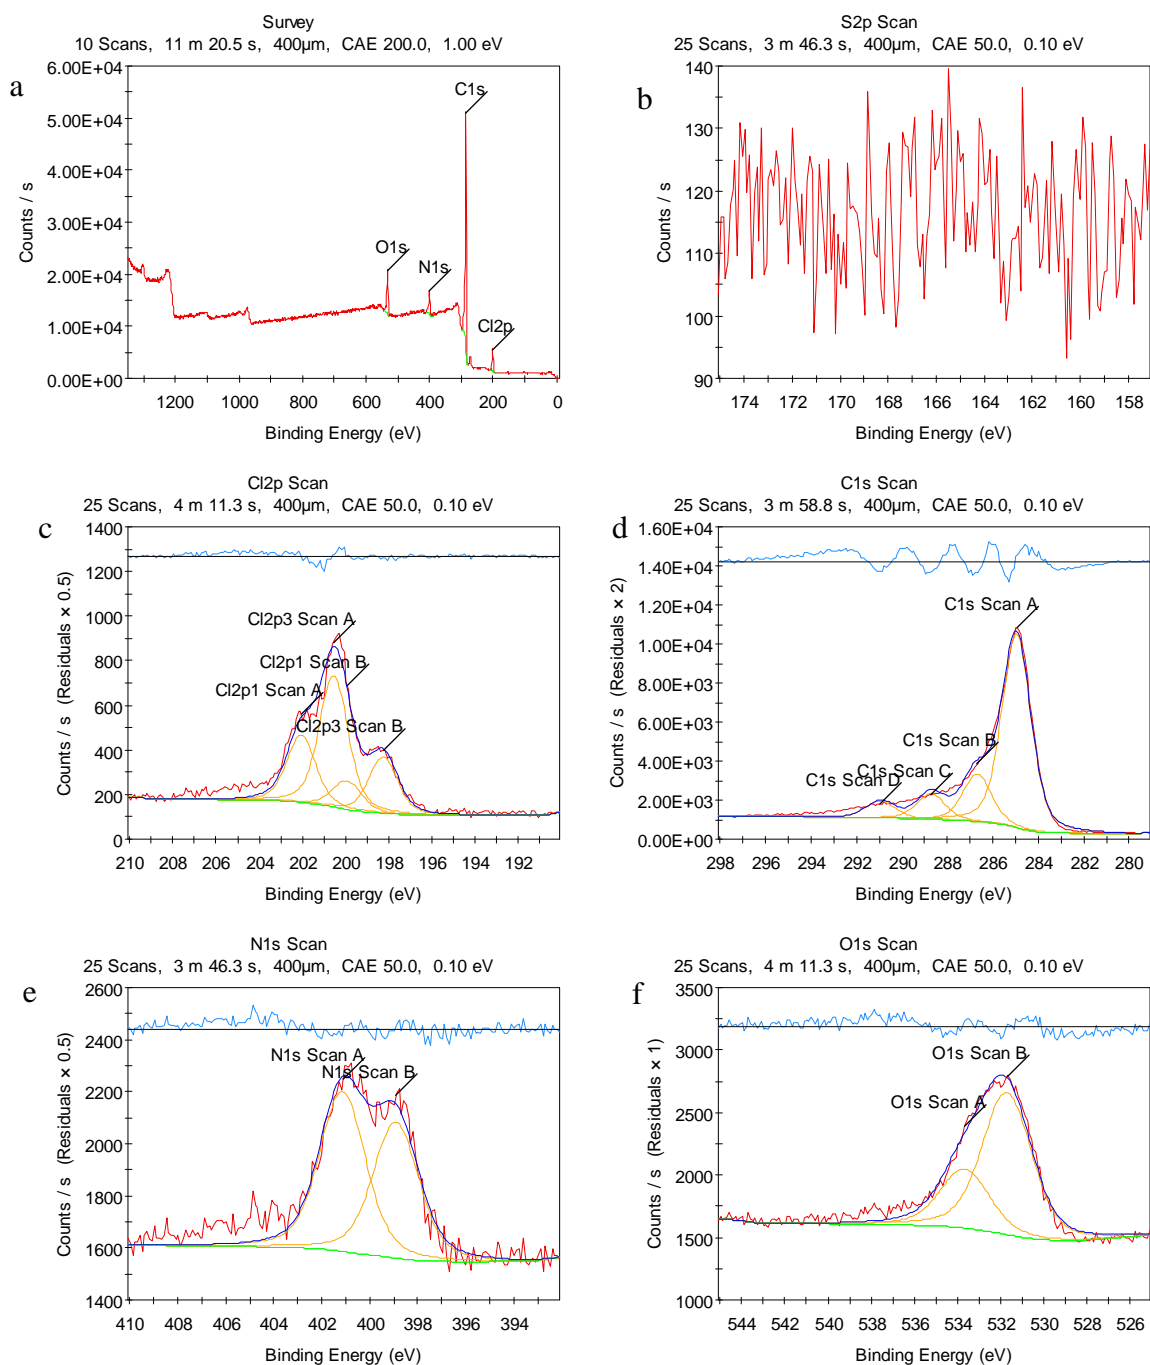 a
Survey
10 Scans, 11 m 20.5 s, 400µm, CAE 200.0, 1.00 eV
6.00E+04
5.00E+04
4.00E+04
3.00E+04
2.00E+04
1.00E+04
0.00E+00
Counts / s
C1s
O1s
N1s
Cl2p
1200 1000 800 600 400 200 0
Binding Energy (eV)
b
S2p Scan
25 Scans, 3 m 46.3 s, 400µm, CAE 50.0, 0.10 eV
140
130
120
110
100
90
Counts / s
174 172 170 168 166 164 162 160 158
Binding Energy (eV)
c
Cl2p Scan
25 Scans, 4 m 11.3 s, 400µm, CAE 50.0, 0.10 eV
1400
1200
1000
800
600
400
200
0
Counts / s (Residuals × 0.5)
Cl2p3 Scan A
Cl2p1 Scan B
Cl2p1 Scan A
Cl2p3 Scan B
210 208 206 204 202 200 198 196 194 192
Binding Energy (eV)
d
C1s Scan
25 Scans, 3 m 58.8 s, 400µm, CAE 50.0, 0.10 eV
1.60E+04
1.40E+04
1.20E+04
1.00E+04
8.00E+03
6.00E+03
4.00E+03
2.00E+03
0.00E+00
Counts / s (Residuals × 2)
C1s Scan A
C1s Scan B
C1s Scan C
C1s Scan D
298 296 294 292 290 288 286 284 282 280
Binding Energy (eV)
e
N1s Scan
25 Scans, 3 m 46.3 s, 400µm, CAE 50.0, 0.10 eV
2600
2400
2200
2000
1800
1600
1400
Counts / s (Residuals × 0.5)
N1s Scan A
N1s Scan B
410 408 406 404 402 400 398 396 394
Binding Energy (eV)
f
O1s Scan
25 Scans, 4 m 11.3 s, 400µm, CAE 50.0, 0.10 eV
3500
3000
2500
2000
1500
1000
Counts / s (Residuals × 1)
O1s Scan B
O1s Scan A
544 542 540 538 536 534 532 530 528 526
Binding Energy (eV)